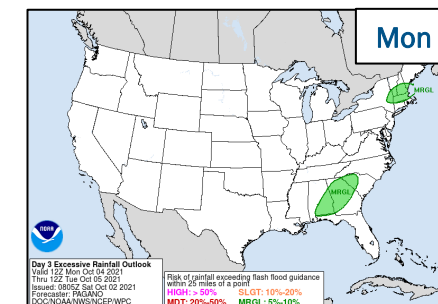 Mon
MRGL
MRGL
NOAA
Day 3 Excessive Rainfall Outlook
Valid 12Z Mon Oct 04 2021
Thru 12Z Tue Oct 05 2021
Issued: 0805Z Sat Oct 02 2021
Forecaster: PAGANO
DOC/NOAA/NWS/NCEP/WPC
Risk of rainfall exceeding flash flood guidance
within 25 miles of a point
HIGH: > 50% SLGT: 10%-20%
MDT: 20%-50% MRGL: 5%-10%